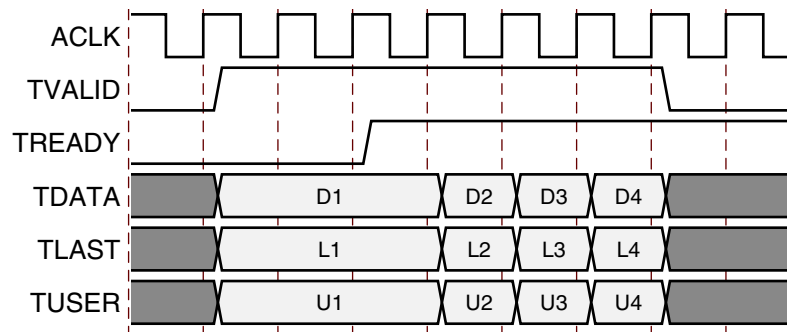 ACLK
TVALID
TREADY
TDATA D1 D2 D3 D4
TLAST L1 L2 L3 L4
TUSER U1 U2 U3 U4